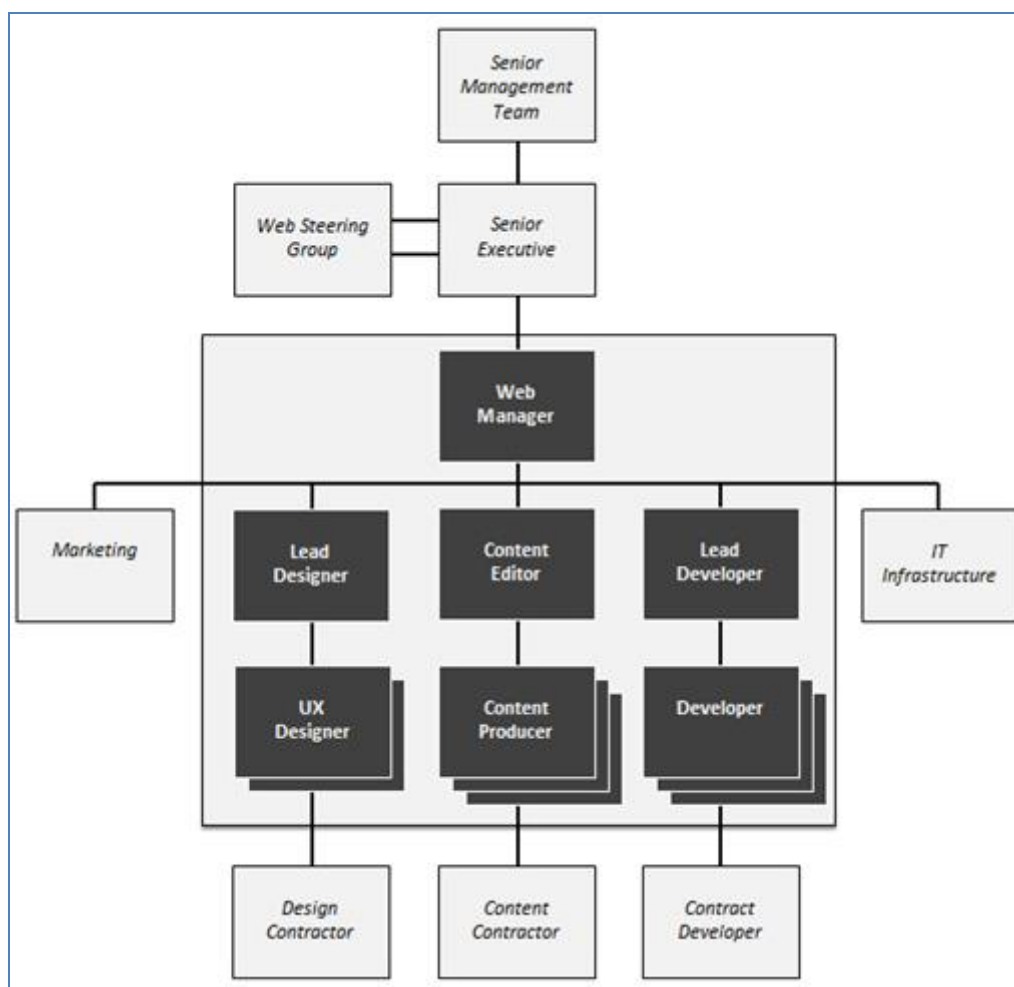 Senior
Management
Team
Web Steering
Group
Senior
Executive
Web
Manager
Marketing
Lead
Designer
Content
Editor
Lead
Developer
IT
Infrastructure
UX
Designer
Content
Producer
Developer
Design
Contractor
Content
Contractor
Contract
Developer